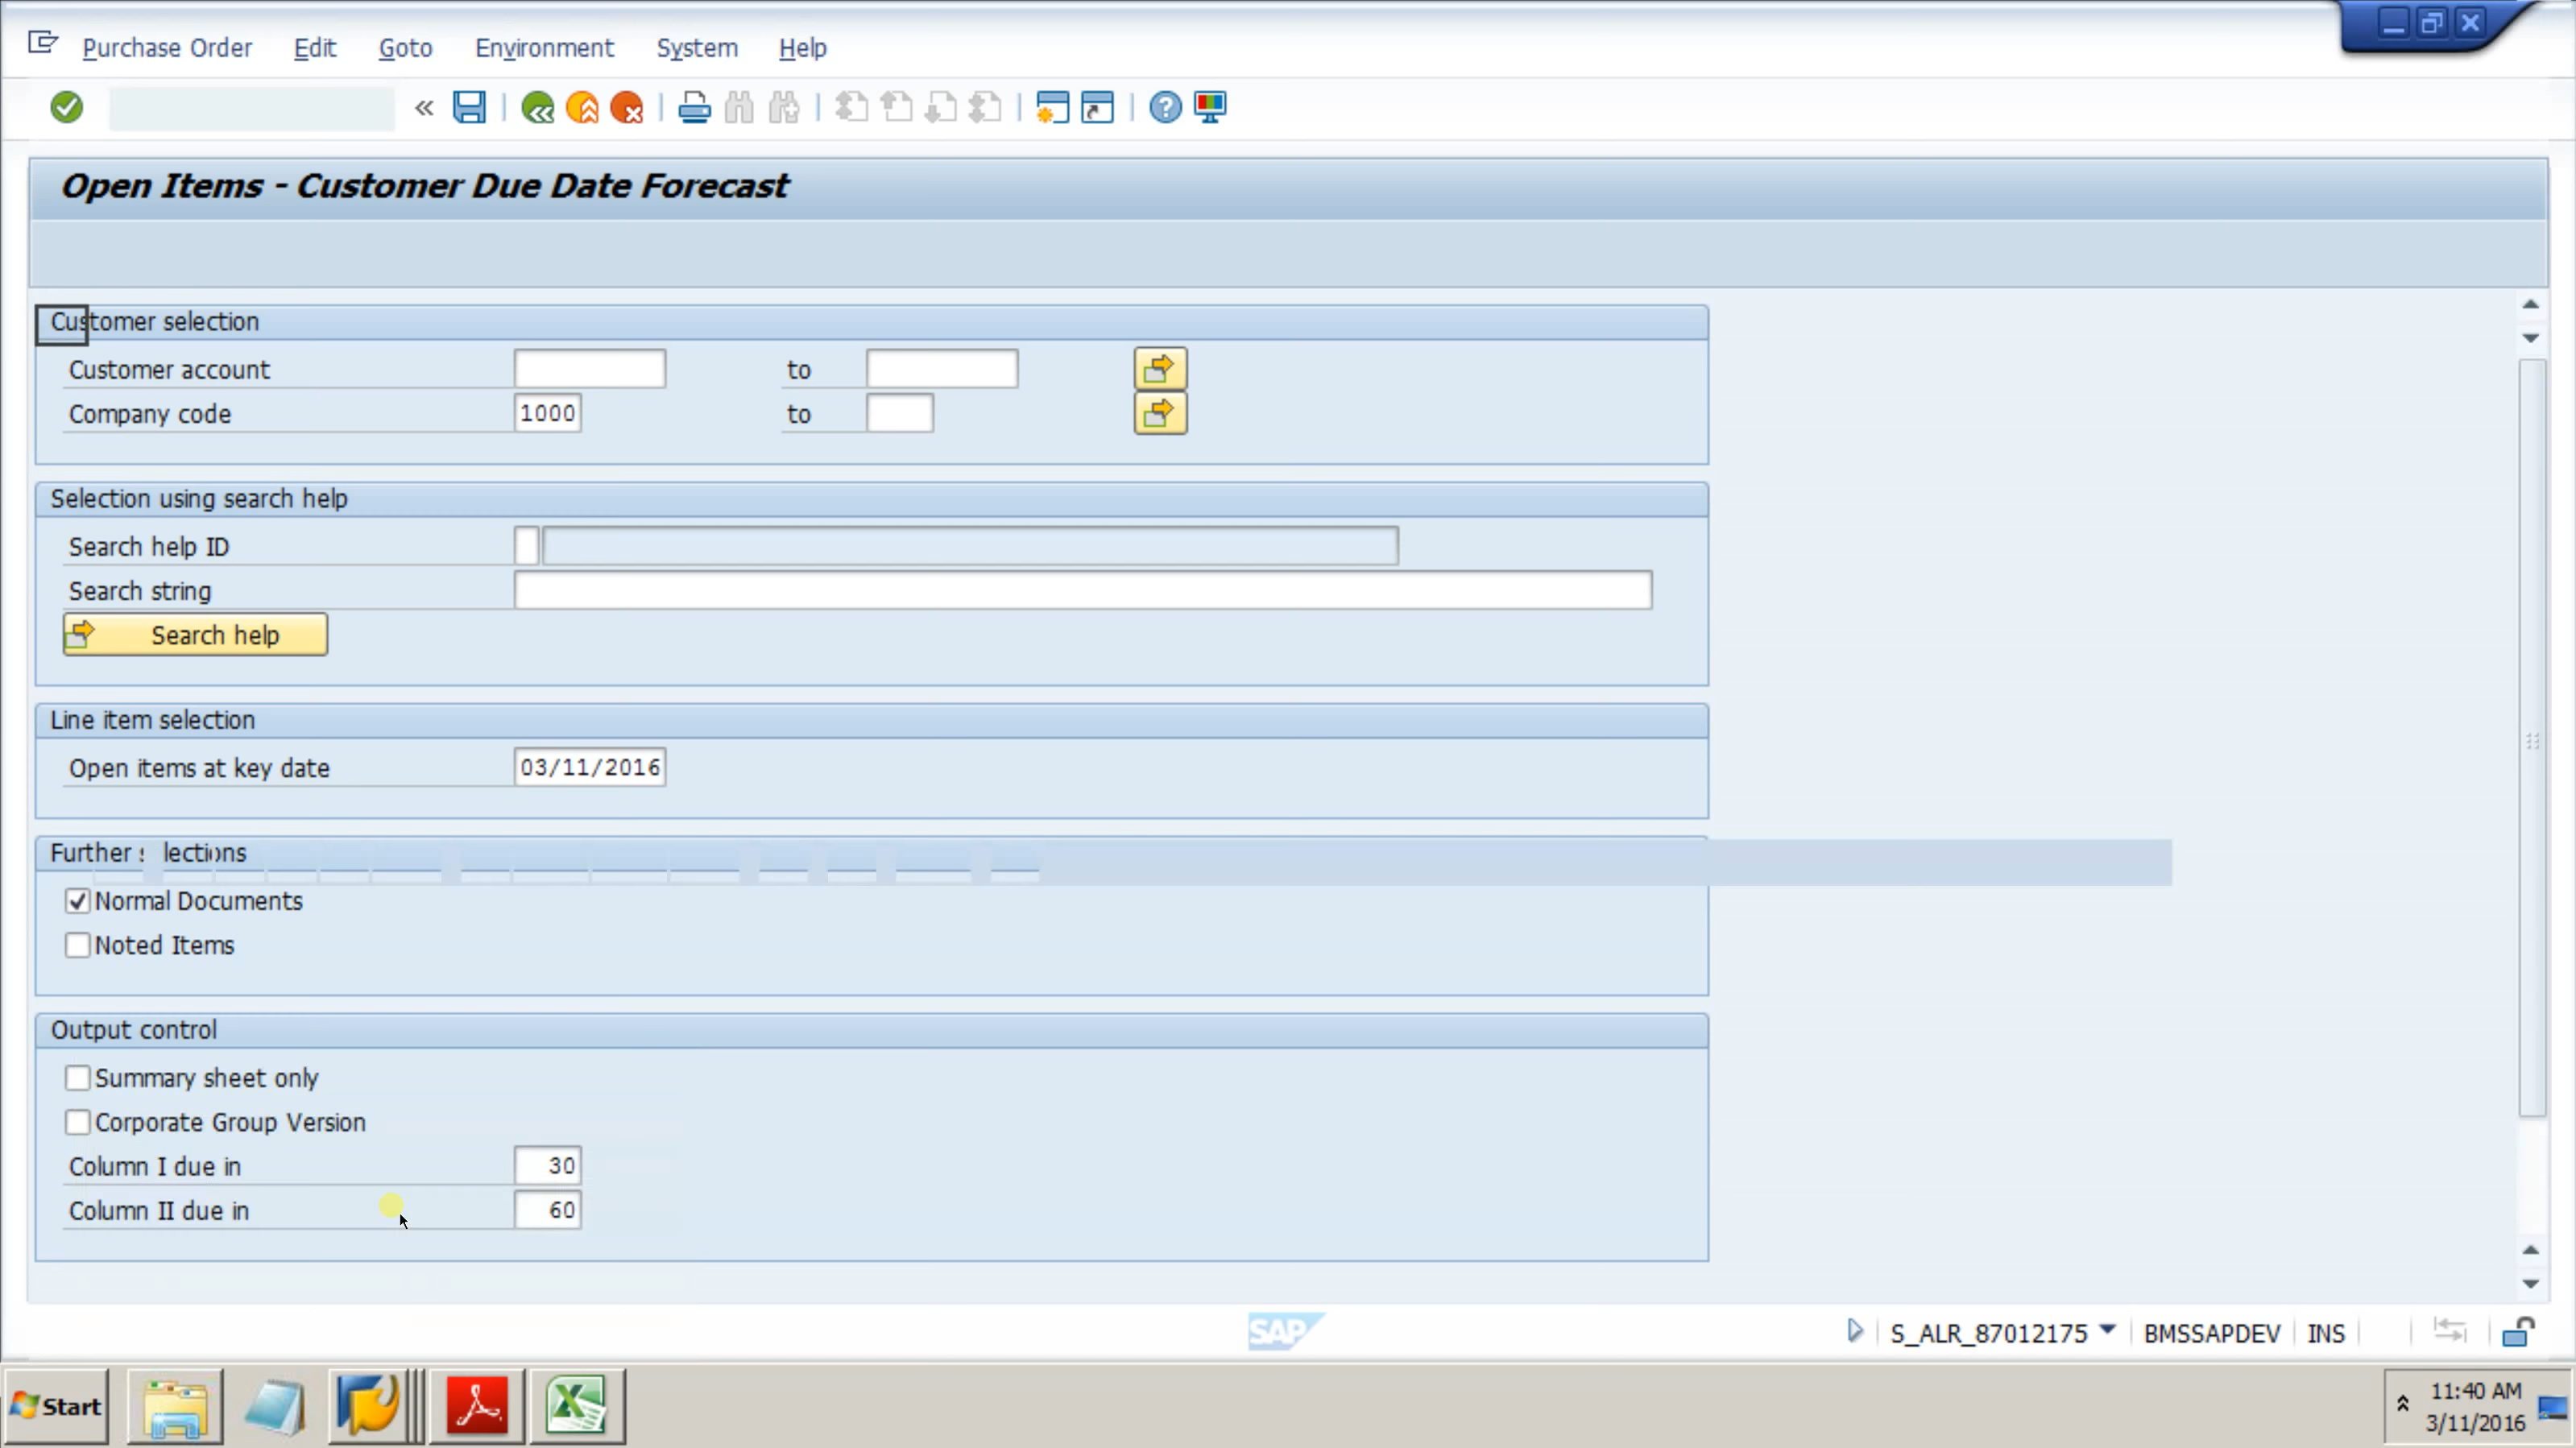 Purchase Order Edit Goto Environment System Help
Open Items - Customer Due Date Forecast
Customer selection
Customer account to
Company code 1000 to
Selection using search help
Search help ID
Search string
Search help
Line item selection
Open items at key date 03/11/2016
Further
Normal Documents
Noted Items
Output control
Summary sheet only
Corporate Group Version
Column I due in 30
Column II due in 60
SAP S_ALR_87012175 BMSSAPDEV INS
Start
11:40 AM
3/11/2016